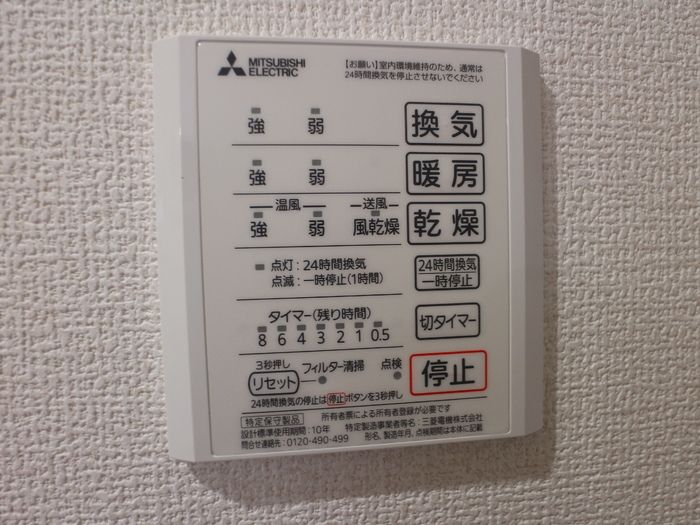 MITSUBISHI
ELECTRIC
【お願い】室内環境維持のため、通常は
24時間換気を停止させないでください
強 弱 換気
強 弱 暖房
温風 送風
強 弱 風乾燥 乾燥
点灯：24時間換気
点滅：一時停止(1時間)
24時間換気
一時停止
タイマー(残り時間)
8 6 4 3 2 1 0.5
切タイマー
3秒押し
リセット フィルター清掃 点検
停止
24時間換気の停止は停止ボタンを3秒押し
特定保守製品 所有者票による所有者登録が必要です
設計標準使用期間：10年 特定製造事業者等名：三菱電機株式会社
問合せ連絡先：0120-490-499 形名、製造年月、点検期間は本体に記載